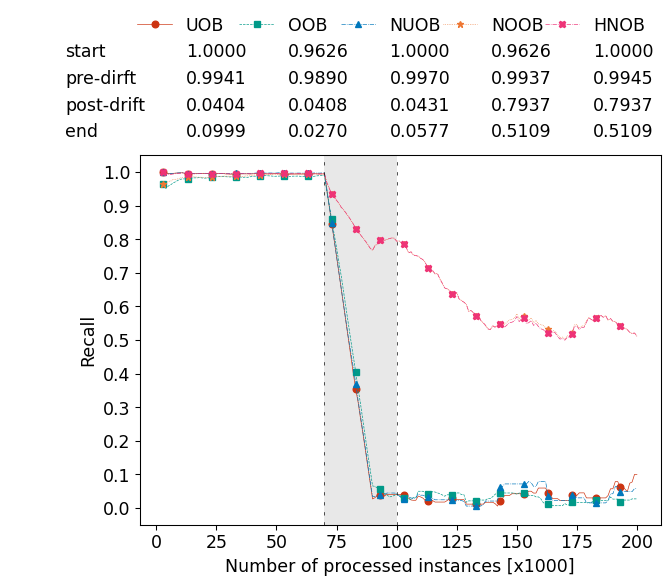 UOB OOB NUOB NOOB HNOB
start 1.0000 0.9626 1.0000 0.9626 1.0000
pre-dirft 0.9941 0.9890 0.9970 0.9937 0.9945
post-drift 0.0404 0.0408 0.0431 0.7937 0.7937
end 0.0999 0.0270 0.0577 0.5109 0.5109
1.0
0.9
0.8
0.7
0.6
0.5
0.4
0.3
0.2
0.1
0.0
Recall
0 25 50 75 100 125 150 175 200
Number of processed instances [x1000]